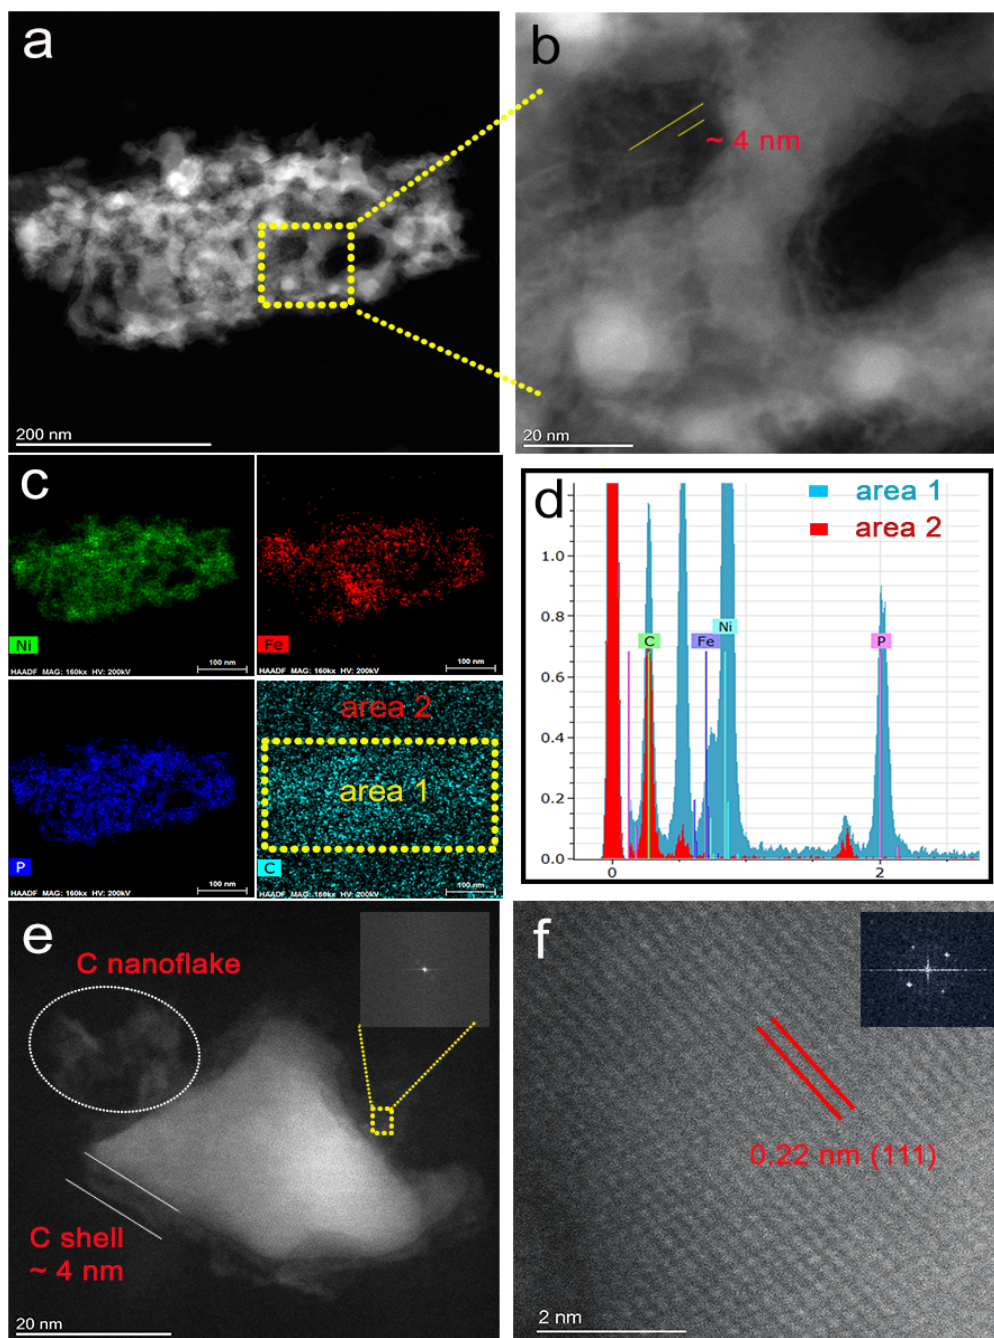 a
200 nm
b
~ 4 nm
20 nm
c
Ni
HAADF MAG: 160kx HV: 200kV
100 nm
Fe
HAADF MAG: 160kx HV: 200kV
100 nm
P
HAADF MAG: 160kx HV: 200kV
100 nm
area 2
area 1
C
HAADF MAG: 160kx HV: 200kV
100 nm
d
area 1
area 2
1.0
0.8
0.6
0.4
0.2
0.0
C
Fe
Ni
P
0
2
e
C nanoflake
C shell
~ 4 nm
20 nm
f
0.22 nm (111)
2 nm